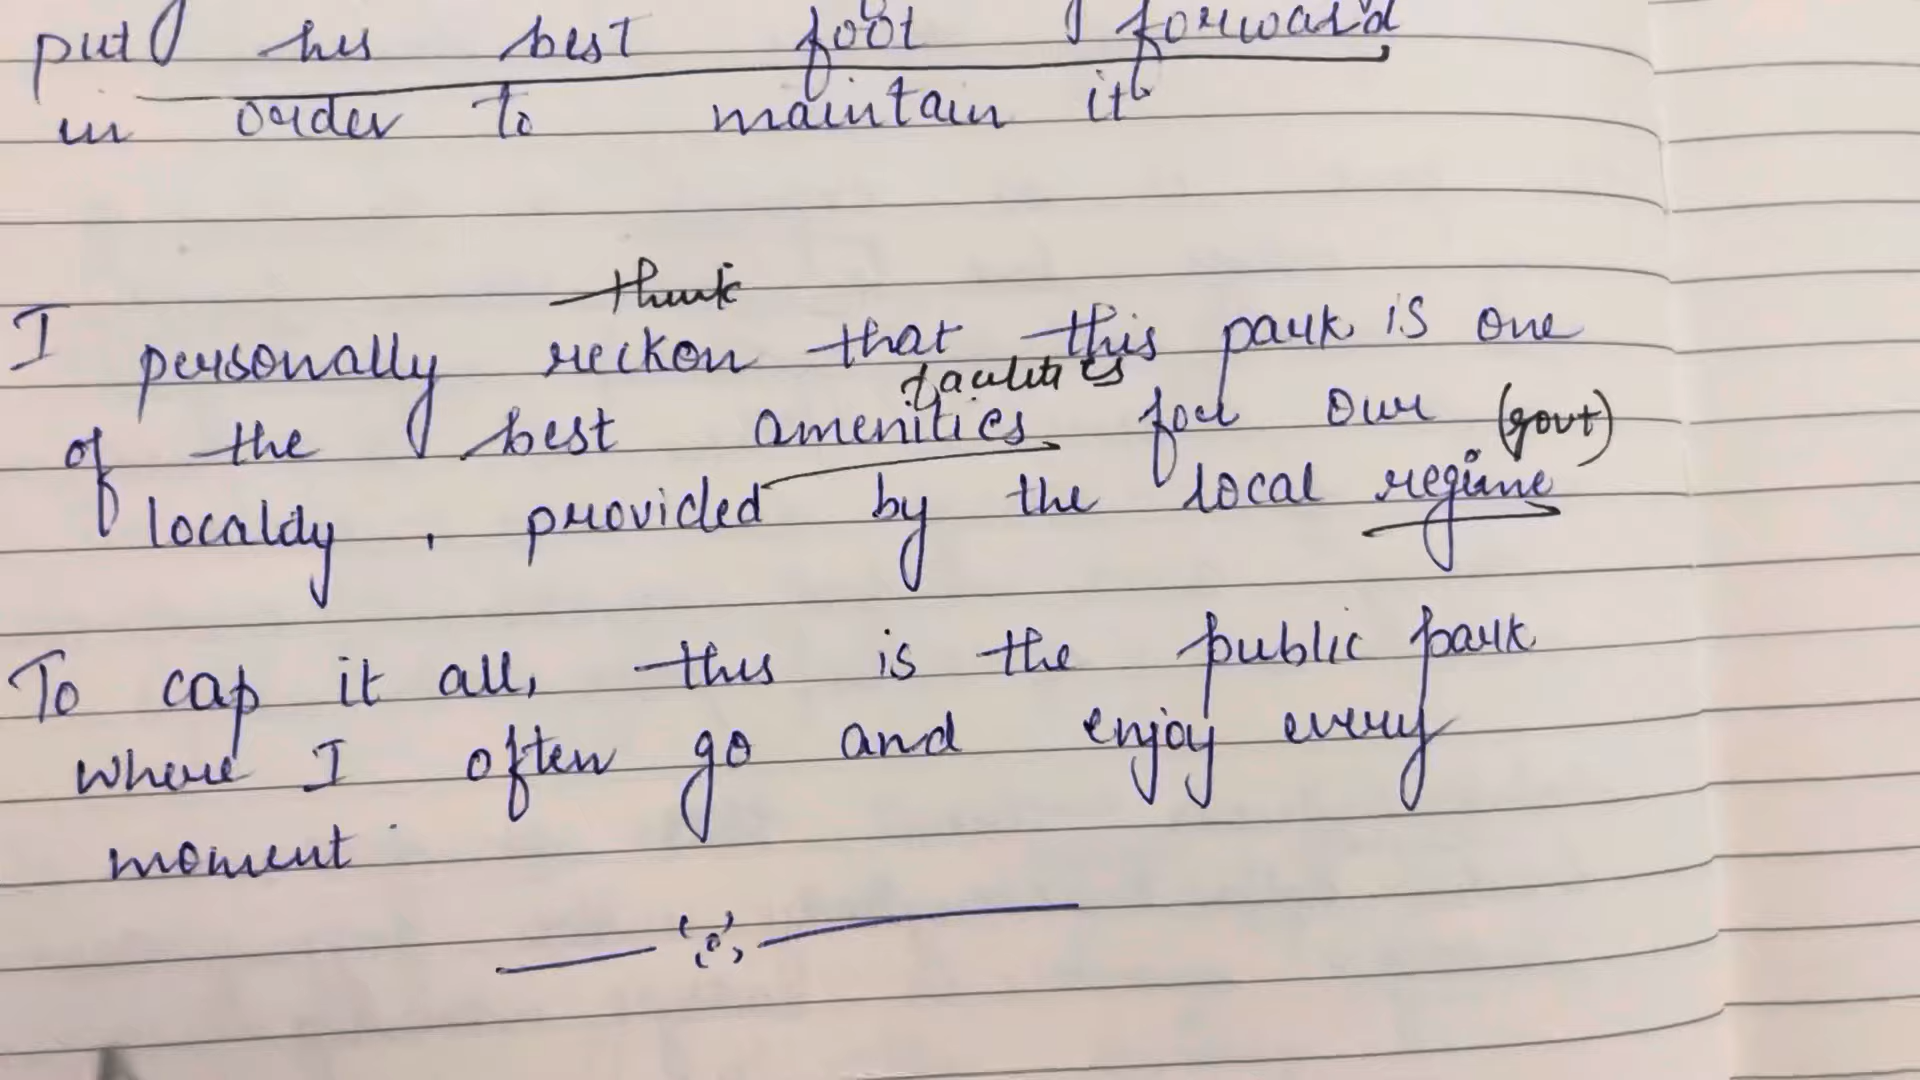 put his best foot forward
in order to maintain it
think
I personally reckon that this park is one
facilities
of the best amenities for our
(govt)
localdy, provided by the local regime
To cap it all, this is the public park
where I often go and enjoy every
moment.